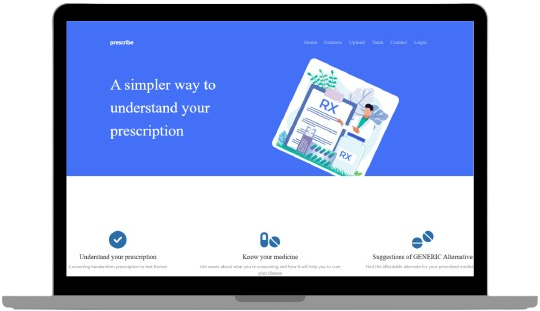 prescribe
Home Features Upload Team Contact Login
A simpler way to
understand your
prescription
RX
RX
Understand your prescription
Know your medicine
Suggestions of GENERIC Alternative
Converting handwritten prescription to text format
Get aware about what you're consuming and how it will help you to cure
your disease
Find the affordable alternate for your prescribed